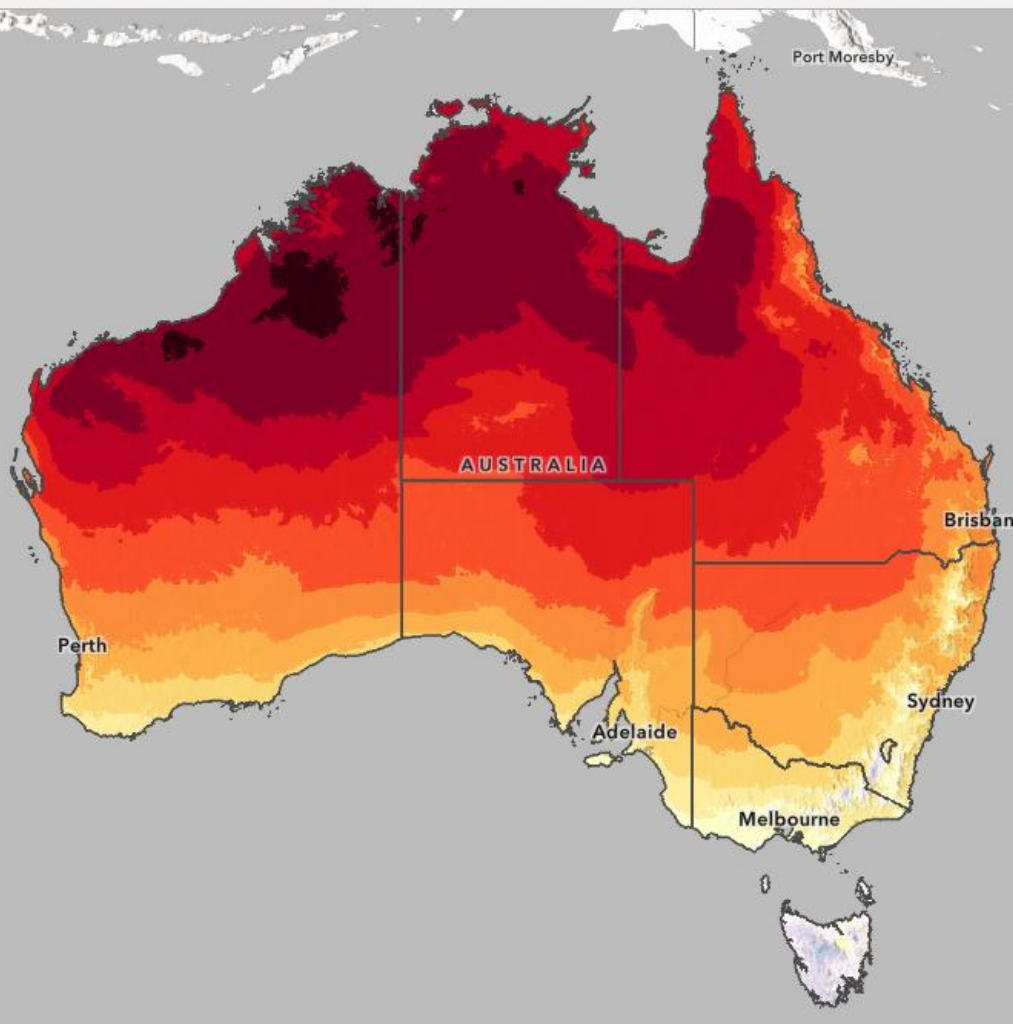 Port Moresby
AUSTRALIA
Brisban
Perth
Sydney
Adelaide
Melbourne